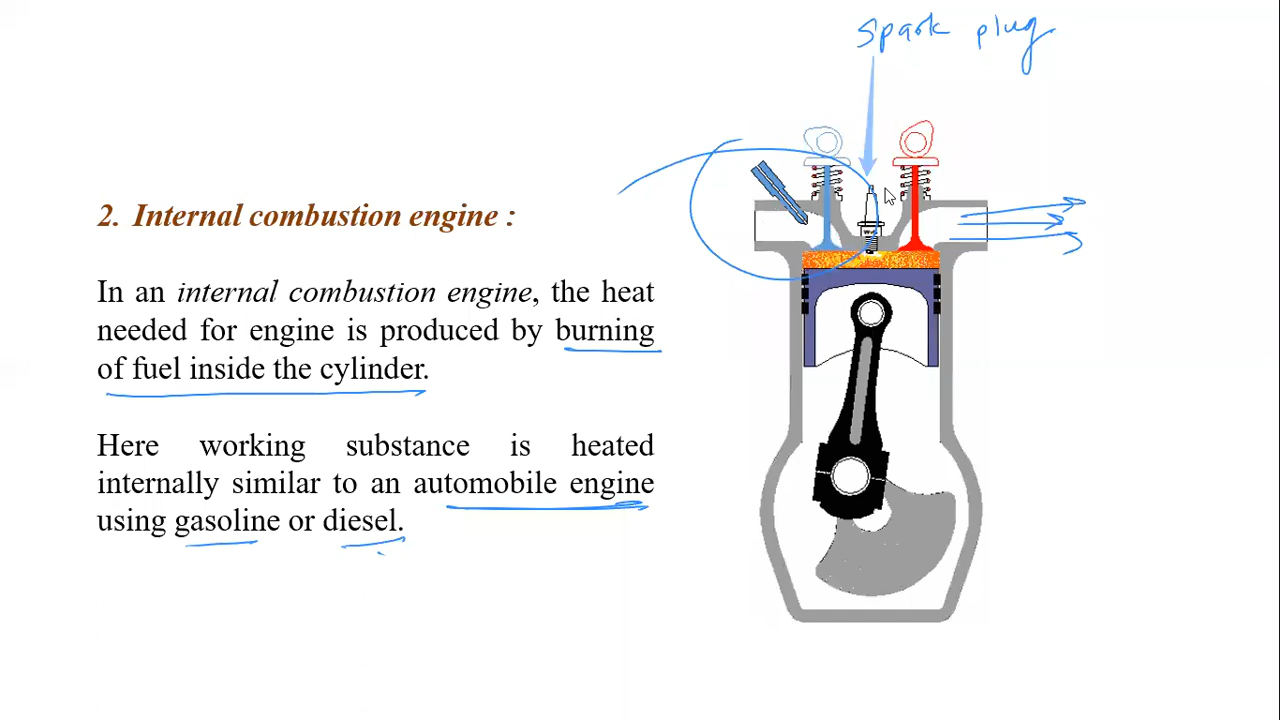 spark plug
2. Internal combustion engine :
In an internal combustion engine, the heat
needed for engine is produced by burning
of fuel inside the cylinder.
Here working substance is heated
internally similar to an automobile engine
using gasoline or diesel.